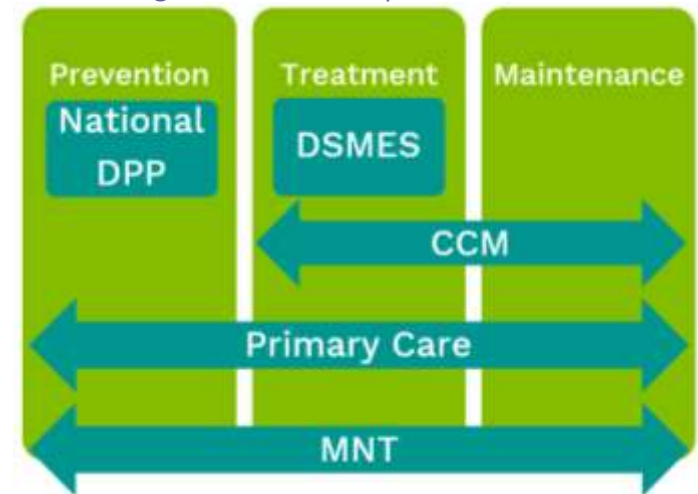 Prevention
National
DPP
Treatment
DSMES
Maintenance
CCM
Primary Care
MNT